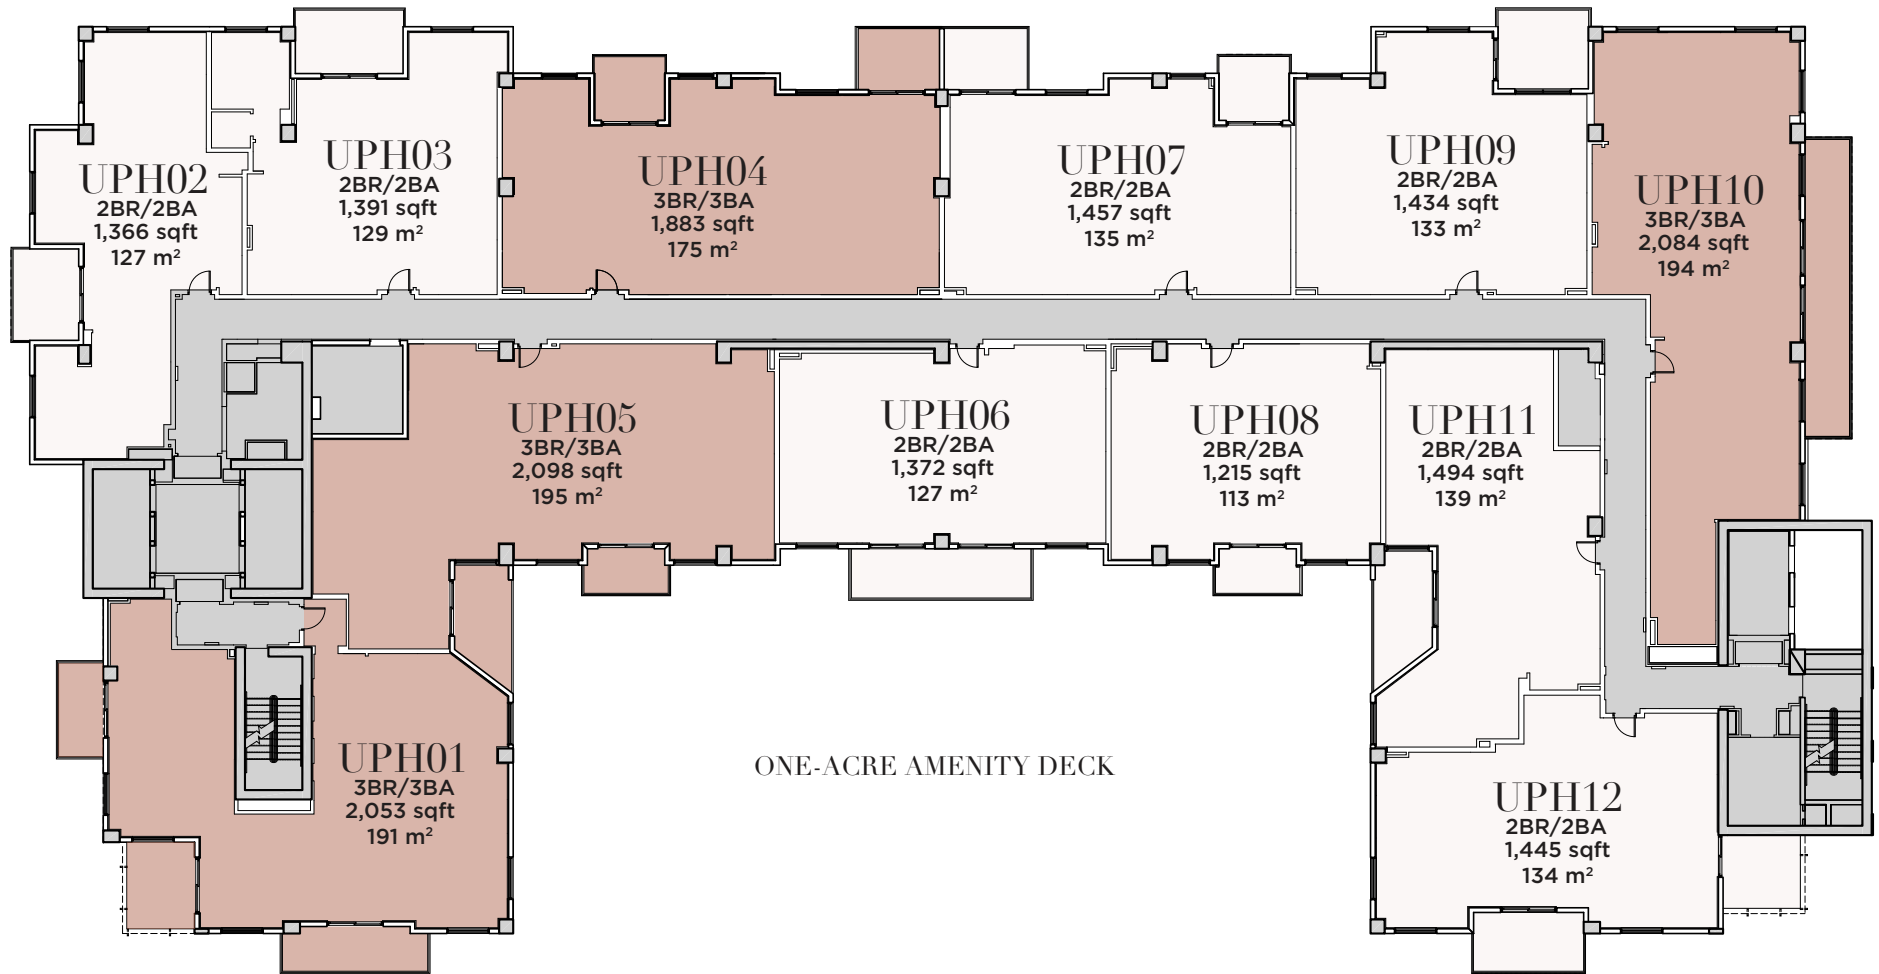 UPH02
2BR/2BA
1,366 sqft
127 m²
UPH03
2BR/2BA
1,391 sqft
129 m²
UPH04
3BR/3BA
1,883 sqft
175 m²
UPH07
2BR/2BA
1,457 sqft
135 m²
UPH09
2BR/2BA
1,434 sqft
133 m²
UPH10
3BR/3BA
2,084 sqft
194 m²
UPH05
3BR/3BA
2,098 sqft
195 m²
UPH06
2BR/2BA
1,372 sqft
127 m²
UPH08
2BR/2BA
1,215 sqft
113 m²
UPH11
2BR/2BA
1,494 sqft
139 m²
UPH01
3BR/3BA
2,053 sqft
191 m²
ONE-ACRE AMENITY DECK
UPH12
2BR/2BA
1,445 sqft
134 m²